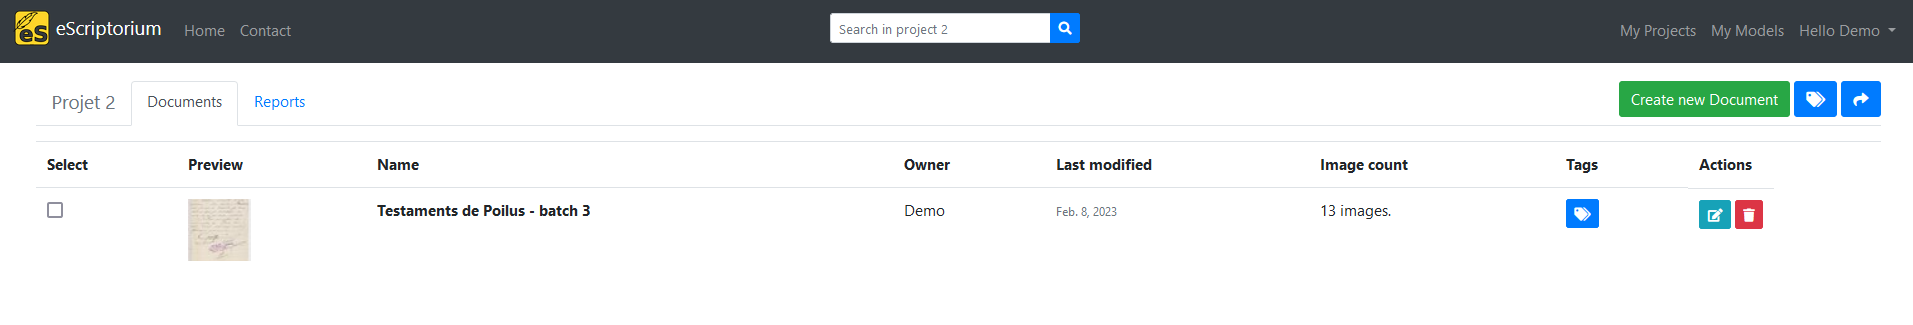 eS eScriptorium Home Contact Search in project 2 My Projects My Models Hello Demo
Projet 2 Documents Reports Create new Document
Select Preview Name Owner Last modified Image count Tags Actions
Testaments de Poilus - batch 3 Demo Feb. 8, 2023 13 images.